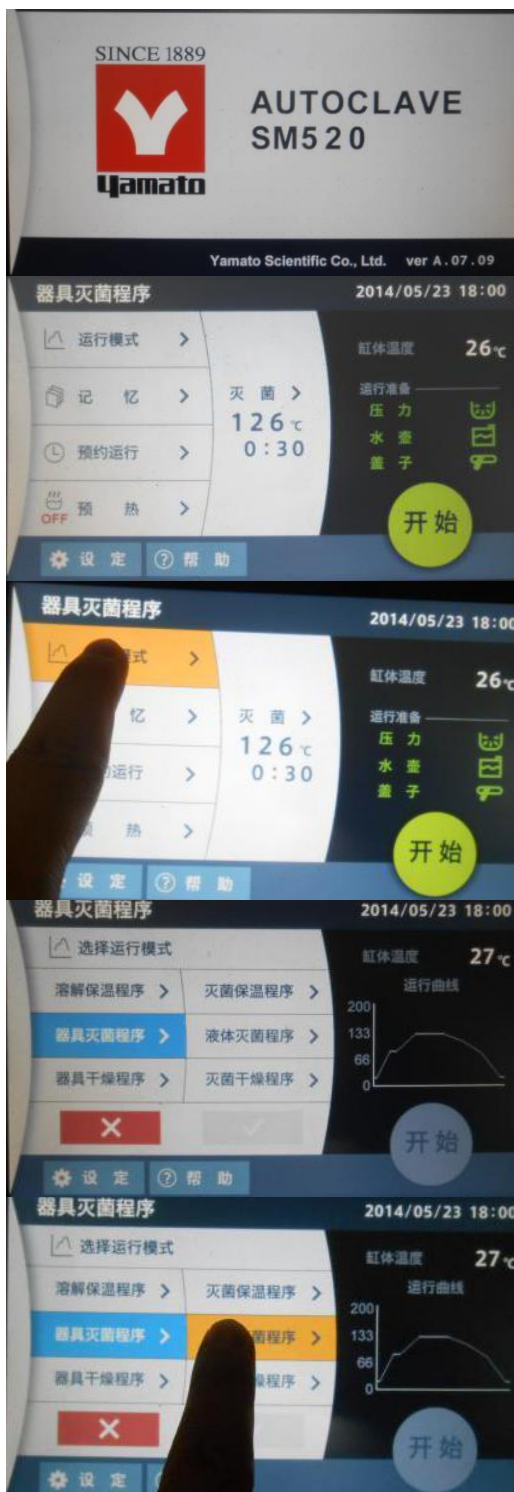 SINCE 1889
Yamato
AUTOCLAVE
SM520
Yamato Scientific Co., Ltd. ver A.07.09
器具灭菌程序 2014/05/23 18:00
运行模式
记 忆
预约运行
OFF 预 热
灭 菌
126℃
0:30
缸体温度 26℃
运行准备
压 力
水 壶
盖 子
开始
设 定 帮 助
器具灭菌程序 2014/05/23 18:00
式
忆
运行
热
灭 菌
126℃
0:30
缸体温度 26℃
运行准备
压 力
水 壶
盖 子
开始
设 定 帮 助
器具灭菌程序 2014/05/23 18:00
选择运行模式
溶解保温程序 灭菌保温程序
器具灭菌程序 液体灭菌程序
器具干燥程序 灭菌干燥程序
缸体温度 27℃
运行曲线
200
133
66
0
开始
设 定 帮 助
器具灭菌程序 2014/05/23 18:00
选择运行模式
溶解保温程序 灭菌保温程序
器具灭菌程序 菌程序
器具干燥程序 燥程序
缸体温度 27℃
运行曲线
200
133
66
0
开始
设 定